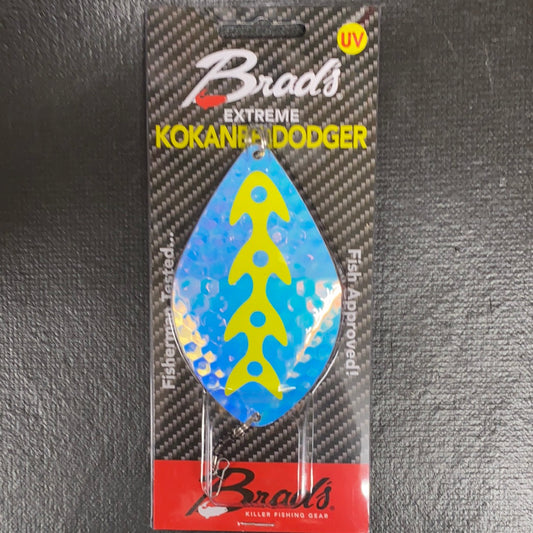 UV
Brad's
EXTREME
KOKANEE DODGER
Fisherman Tested...
Fish Approved!
Brad's®
KILLER FISHING GEAR